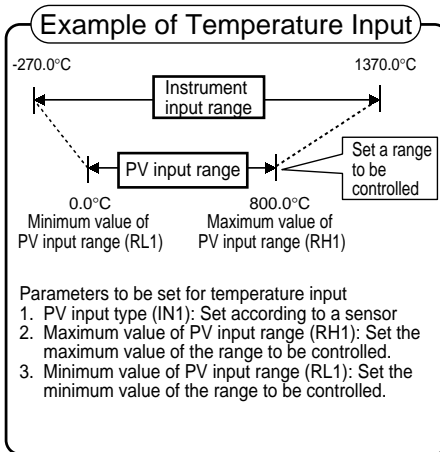 Example of Temperature Input
-270.0°C 1370.0°C
Instrument
input range
PV input range
Set a range
to be
controlled
0.0°C 800.0°C
Minimum value of Maximum value of
PV input range (RL1) PV input range (RH1)
Parameters to be set for temperature input
1. PV input type (IN1): Set according to a sensor
2. Maximum value of PV input range (RH1): Set the
maximum value of the range to be controlled.
3. Minimum value of PV input range (RL1): Set the
minimum value of the range to be controlled.